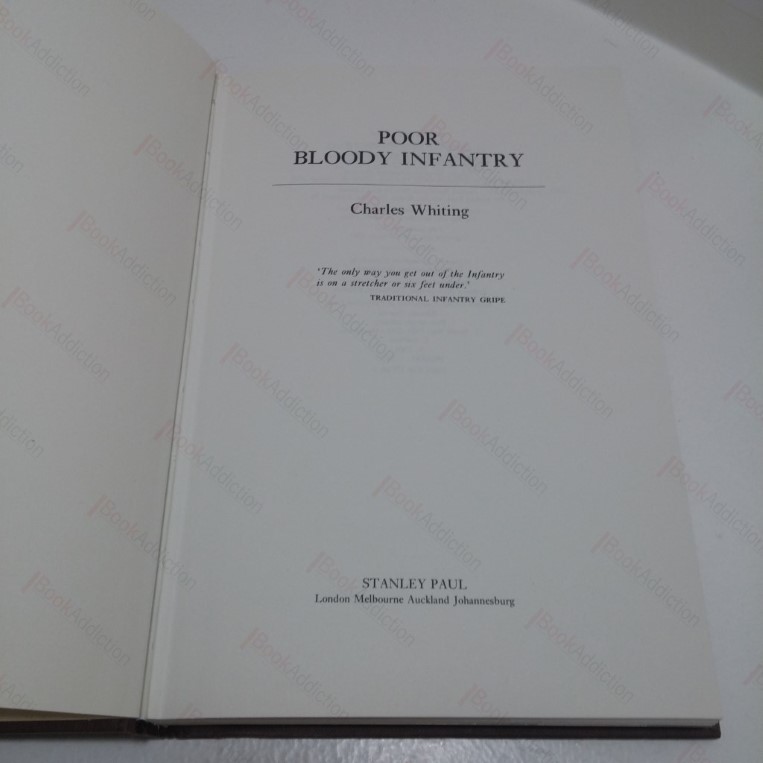 POOR
BLOODY INFANTRY
Charles Whiting
'The only way you get out of the Infantry
is on a stretcher or six feet under.'
TRADITIONAL INFANTRY GRIPE
STANLEY PAUL
London Melbourne Auckland Johannesburg
BookAddiction